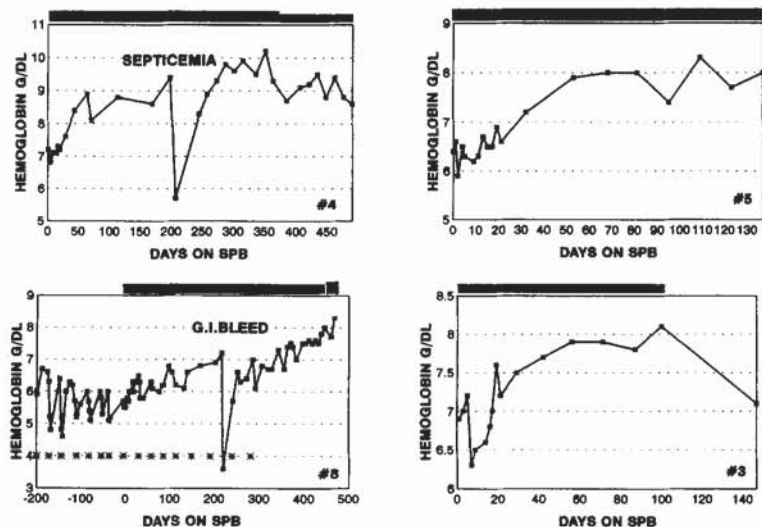 11
10
9
8
7
6
5
HEMOGLOBIN G/DL
SEPTICEMIA
#4
0 50 100 150 200 250 300 350 400 450
DAYS ON SPB
9
8
7
6
5
HEMOGLOBIN G/DL
#5
0 10 20 30 40 50 60 70 80 90 100 110 120 130
DAYS ON SPB
9
8
7
6
5
4
3
HEMOGLOBIN G/DL
G.I.BLEED
#8
-200 -100 0 100 200 300 400 500
DAYS ON SPB
8.5
8
7.5
7
6.5
6
HEMOGLOBIN G/DL
#3
0 20 40 60 80 100 120 140
DAYS ON SPB